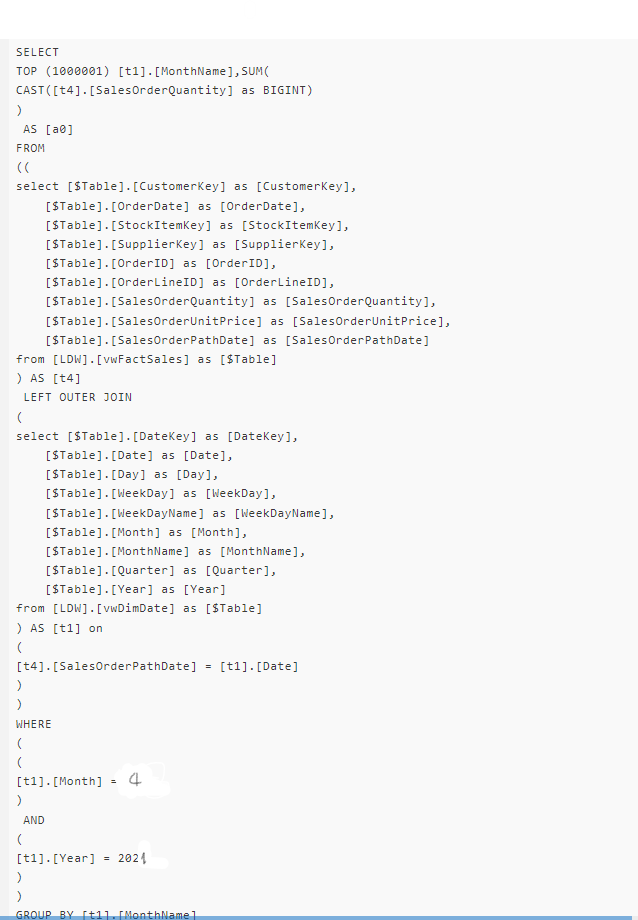 SELECT
TOP (1000001) [t1].[MonthName],SUM(
CAST([t4].[SalesOrderQuantity] as BIGINT)
)
AS [a0]
FROM
((
select [$Table].[CustomerKey] as [CustomerKey],
[$Table].[OrderDate] as [OrderDate],
[$Table].[StockItemKey] as [StockItemKey],
[$Table].[SupplierKey] as [SupplierKey],
[$Table].[OrderID] as [OrderID],
[$Table].[OrderLineID] as [OrderLineID],
[$Table].[SalesOrderQuantity] as [SalesOrderQuantity],
[$Table].[SalesOrderUnitPrice] as [SalesOrderUnitPrice],
[$Table].[SalesOrderPathDate] as [SalesOrderPathDate]
from [LDW].[vwFactSales] as [$Table]
) AS [t4]
LEFT OUTER JOIN
(
select [$Table].[DateKey] as [DateKey],
[$Table].[Date] as [Date],
[$Table].[Day] as [Day],
[$Table].[WeekDay] as [WeekDay],
[$Table].[WeekDayName] as [WeekDayName],
[$Table].[Month] as [Month],
[$Table].[MonthName] as [MonthName],
[$Table].[Quarter] as [Quarter],
[$Table].[Year] as [Year]
from [LDW].[vwDimDate] as [$Table]
) AS [t1] on
(
[t4].[SalesOrderPathDate] = [t1].[Date]
)
)
WHERE
(
(
[t1].[Month] = 4
)
AND
(
[t1].[Year] = 2021
)
)
GROUP BY [t1].[MonthName]